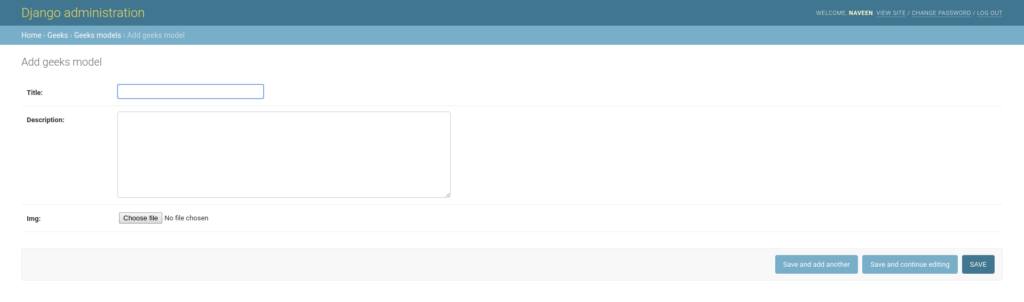 Django administration
WELCOME, NAVEEN. VIEW SITE / CHANGE PASSWORD / LOG OUT
Home › Geeks › Geeks models › Add geeks model
Add geeks model
Title:
Description:
Img: Choose file No file chosen
Save and add another Save and continue editing SAVE